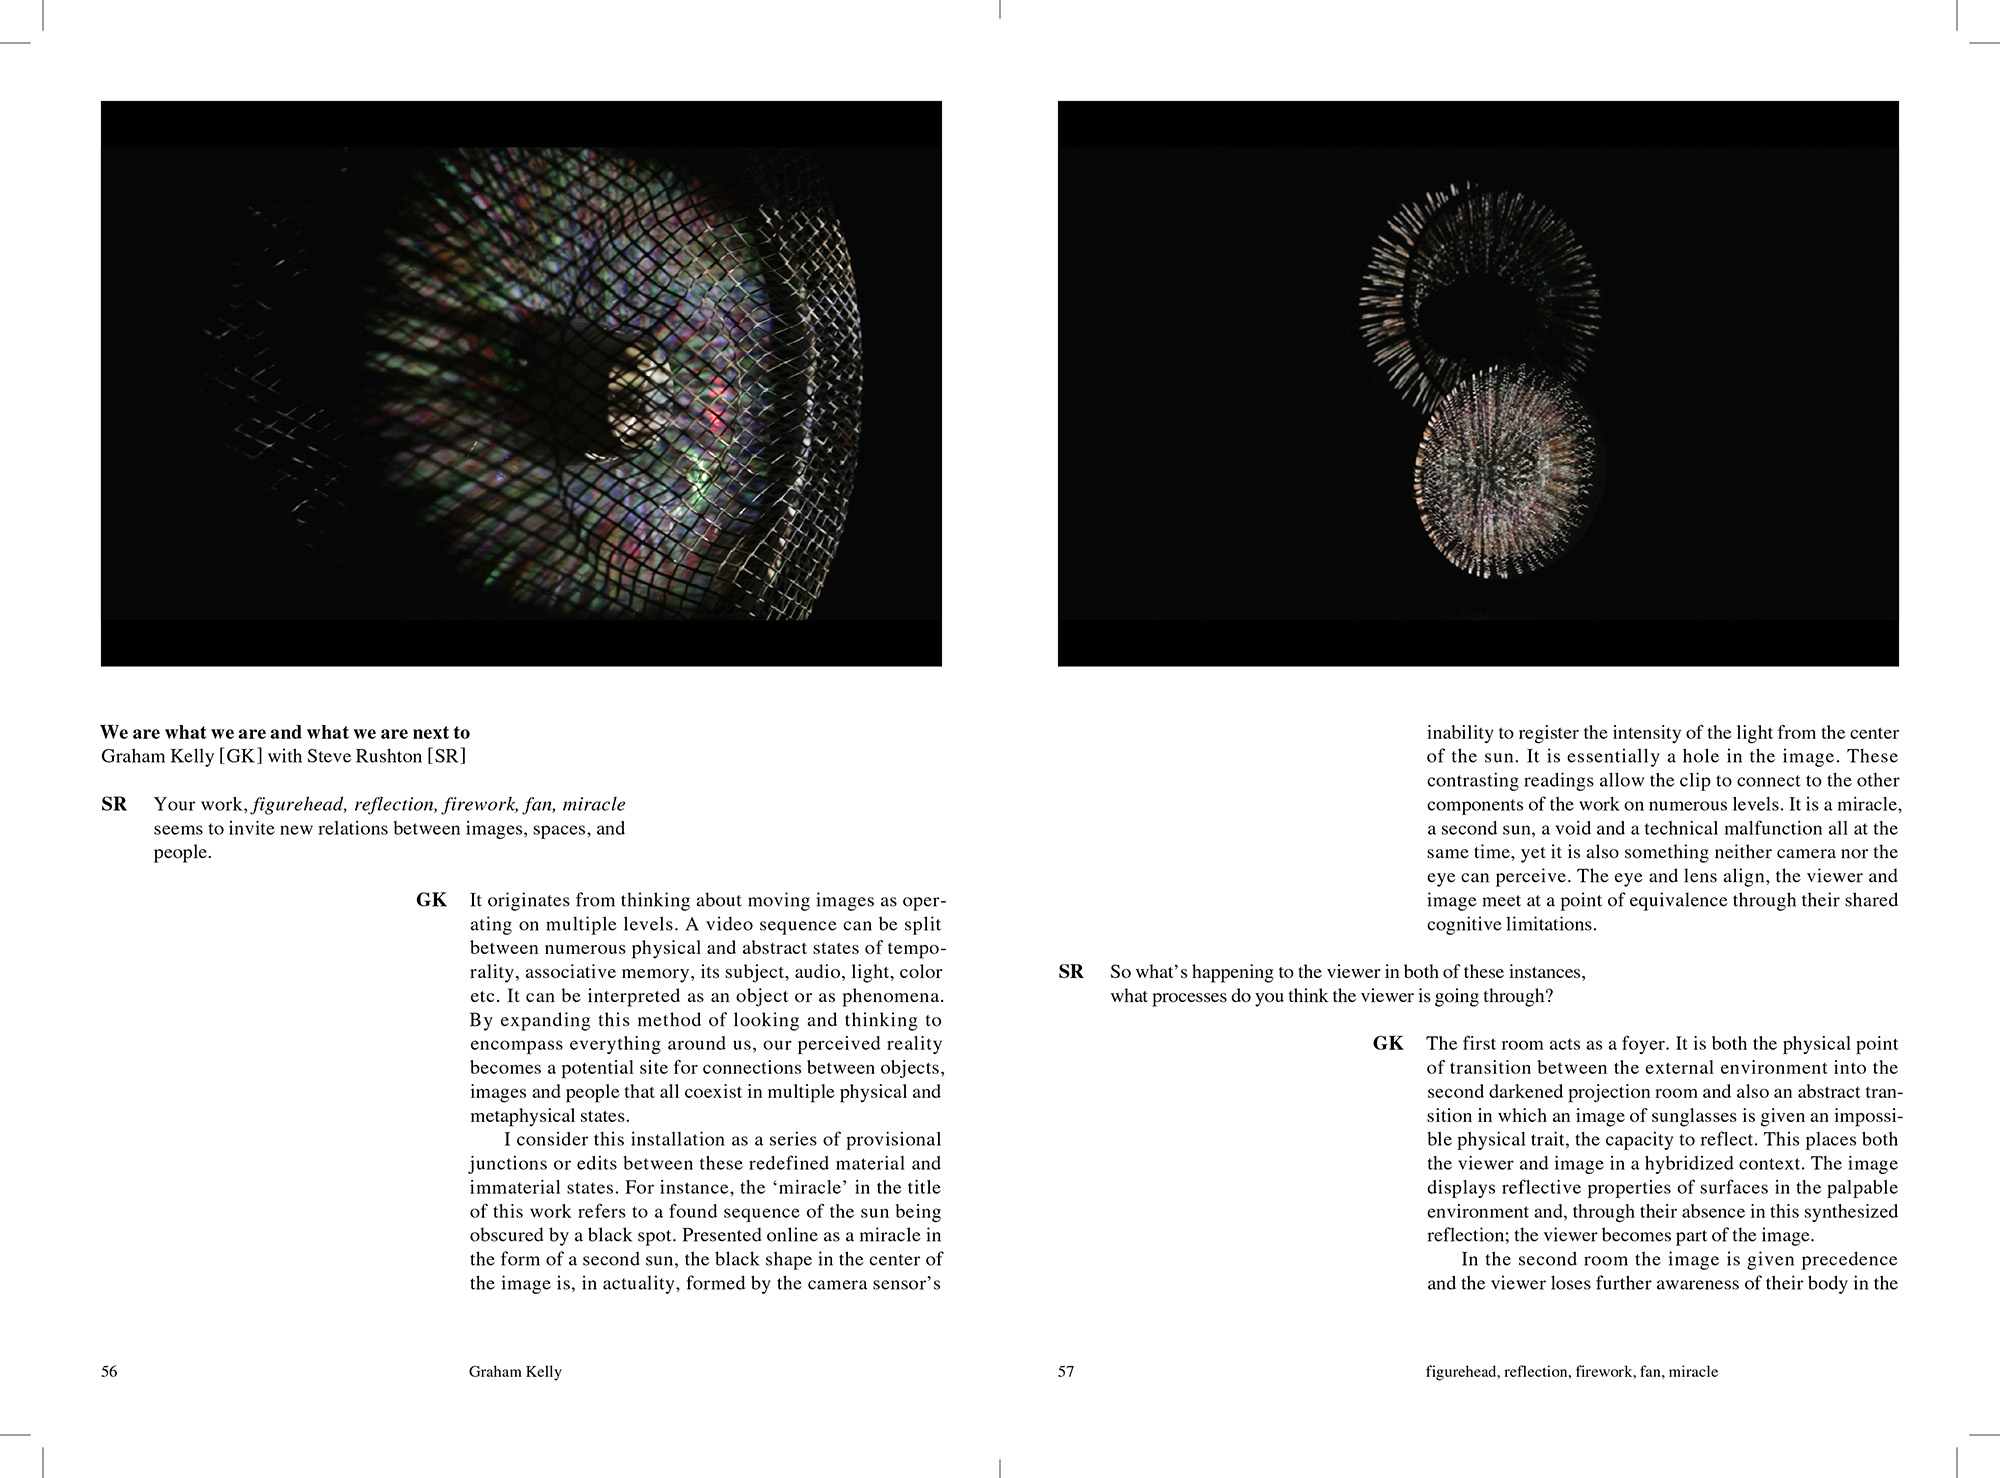 We are what we are and what we are next to
Graham Kelly [GK] with Steve Rushton [SR]
SR Your work, figurehead, reflection, firework, fan, miracle
seems to invite new relations between images, spaces, and
people.
GK It originates from thinking about moving images as oper-
ating on multiple levels. A video sequence can be split
between numerous physical and abstract states of tempo-
rality, associative memory, its subject, audio, light, color
etc. It can be interpreted as an object or as phenomena.
By expanding this method of looking and thinking to
encompass everything around us, our perceived reality
becomes a potential site for connections between objects,
images and people that all coexist in multiple physical and
metaphysical states.
I consider this installation as a series of provisional
junctions or edits between these redefined material and
immaterial states. For instance, the ‘miracle’ in the title
of this work refers to a found sequence of the sun being
obscured by a black spot. Presented online as a miracle in
the form of a second sun, the black shape in the center of
the image is, in actuality, formed by the camera sensor’s
56 Graham Kelly
inability to register the intensity of the light from the center
of the sun. It is essentially a hole in the image. These
contrasting readings allow the clip to connect to the other
components of the work on numerous levels. It is a miracle,
a second sun, a void and a technical malfunction all at the
same time, yet it is also something neither camera nor the
eye can perceive. The eye and lens align, the viewer and
image meet at a point of equivalence through their shared
cognitive limitations.
SR So what’s happening to the viewer in both of these instances,
what processes do you think the viewer is going through?
GK The first room acts as a foyer. It is both the physical point
of transition between the external environment into the
second darkened projection room and also an abstract tran-
sition in which an image of sunglasses is given an impossi-
ble physical trait, the capacity to reflect. This places both
the viewer and image in a hybridized context. The image
displays reflective properties of surfaces in the palpable
environment and, through their absence in this synthesized
reflection; the viewer becomes part of the image.
In the second room the image is given precedence
and the viewer loses further awareness of their body in the
57 figurehead, reflection, firework, fan, miracle